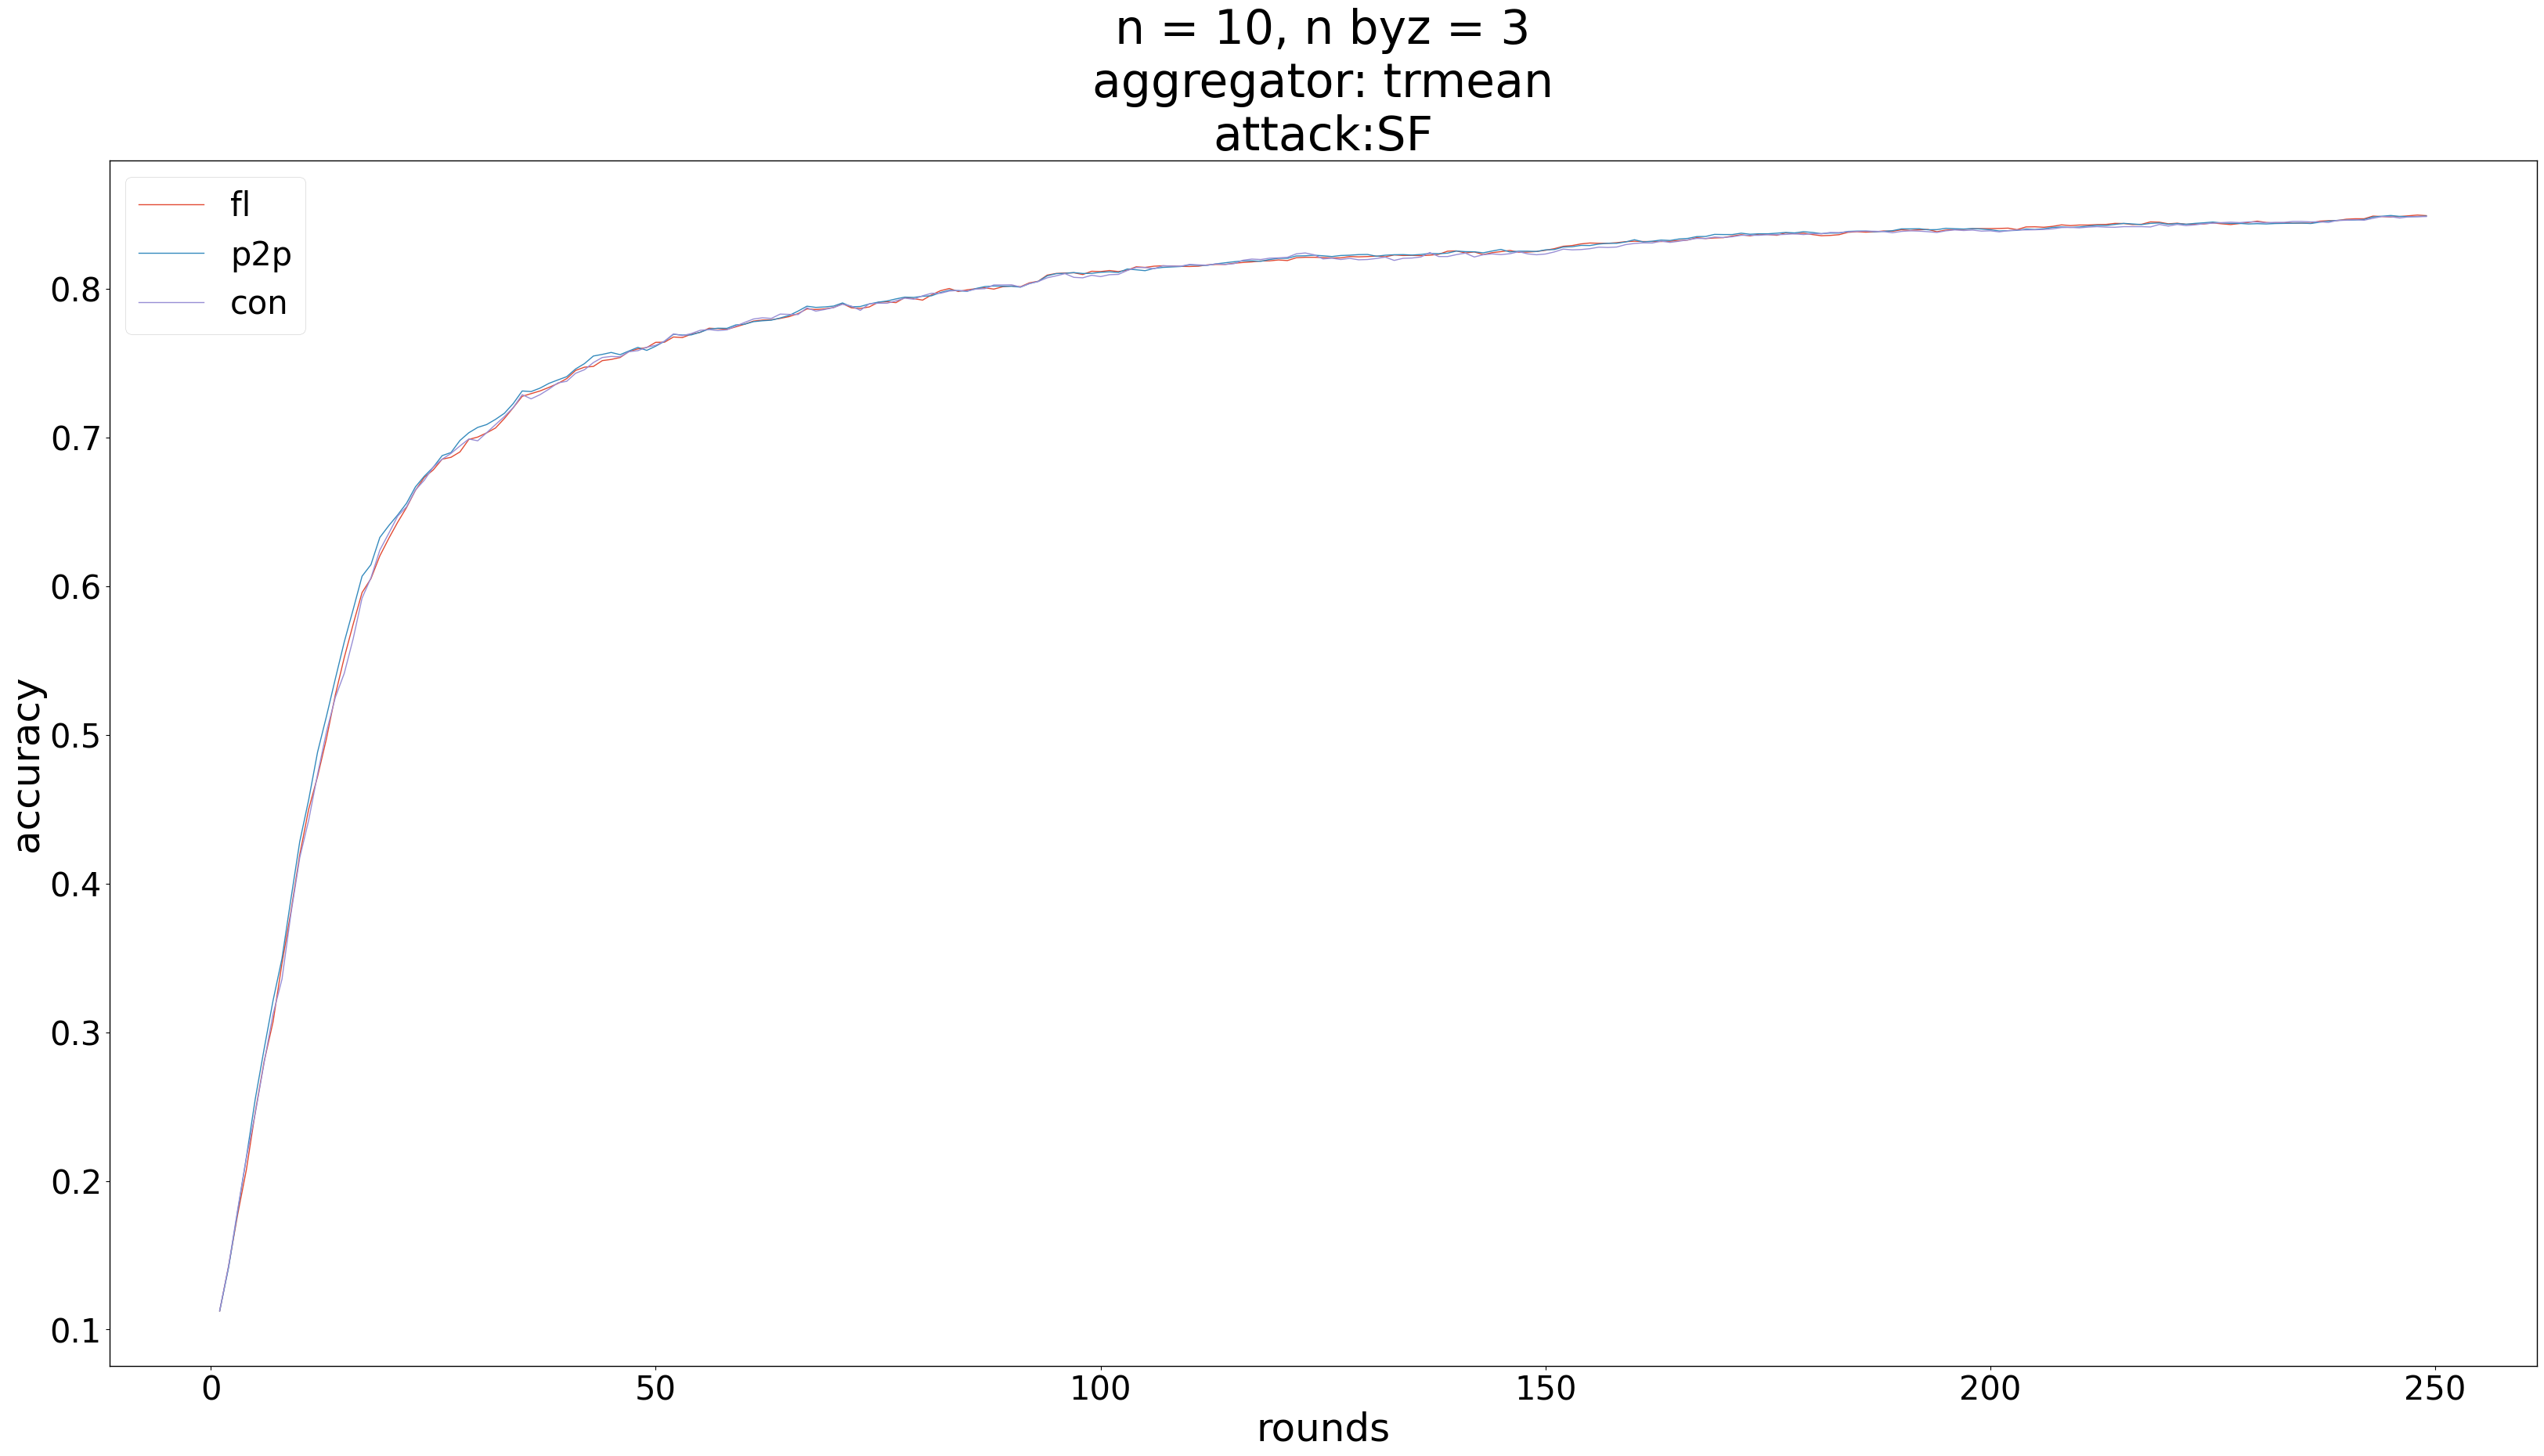 n = 10, n byz = 3
aggregator: trmean
attack:SF
fl
p2p
con
accuracy
0.8
0.7
0.6
0.5
0.4
0.3
0.2
0.1
0 50 100 150 200 250
rounds